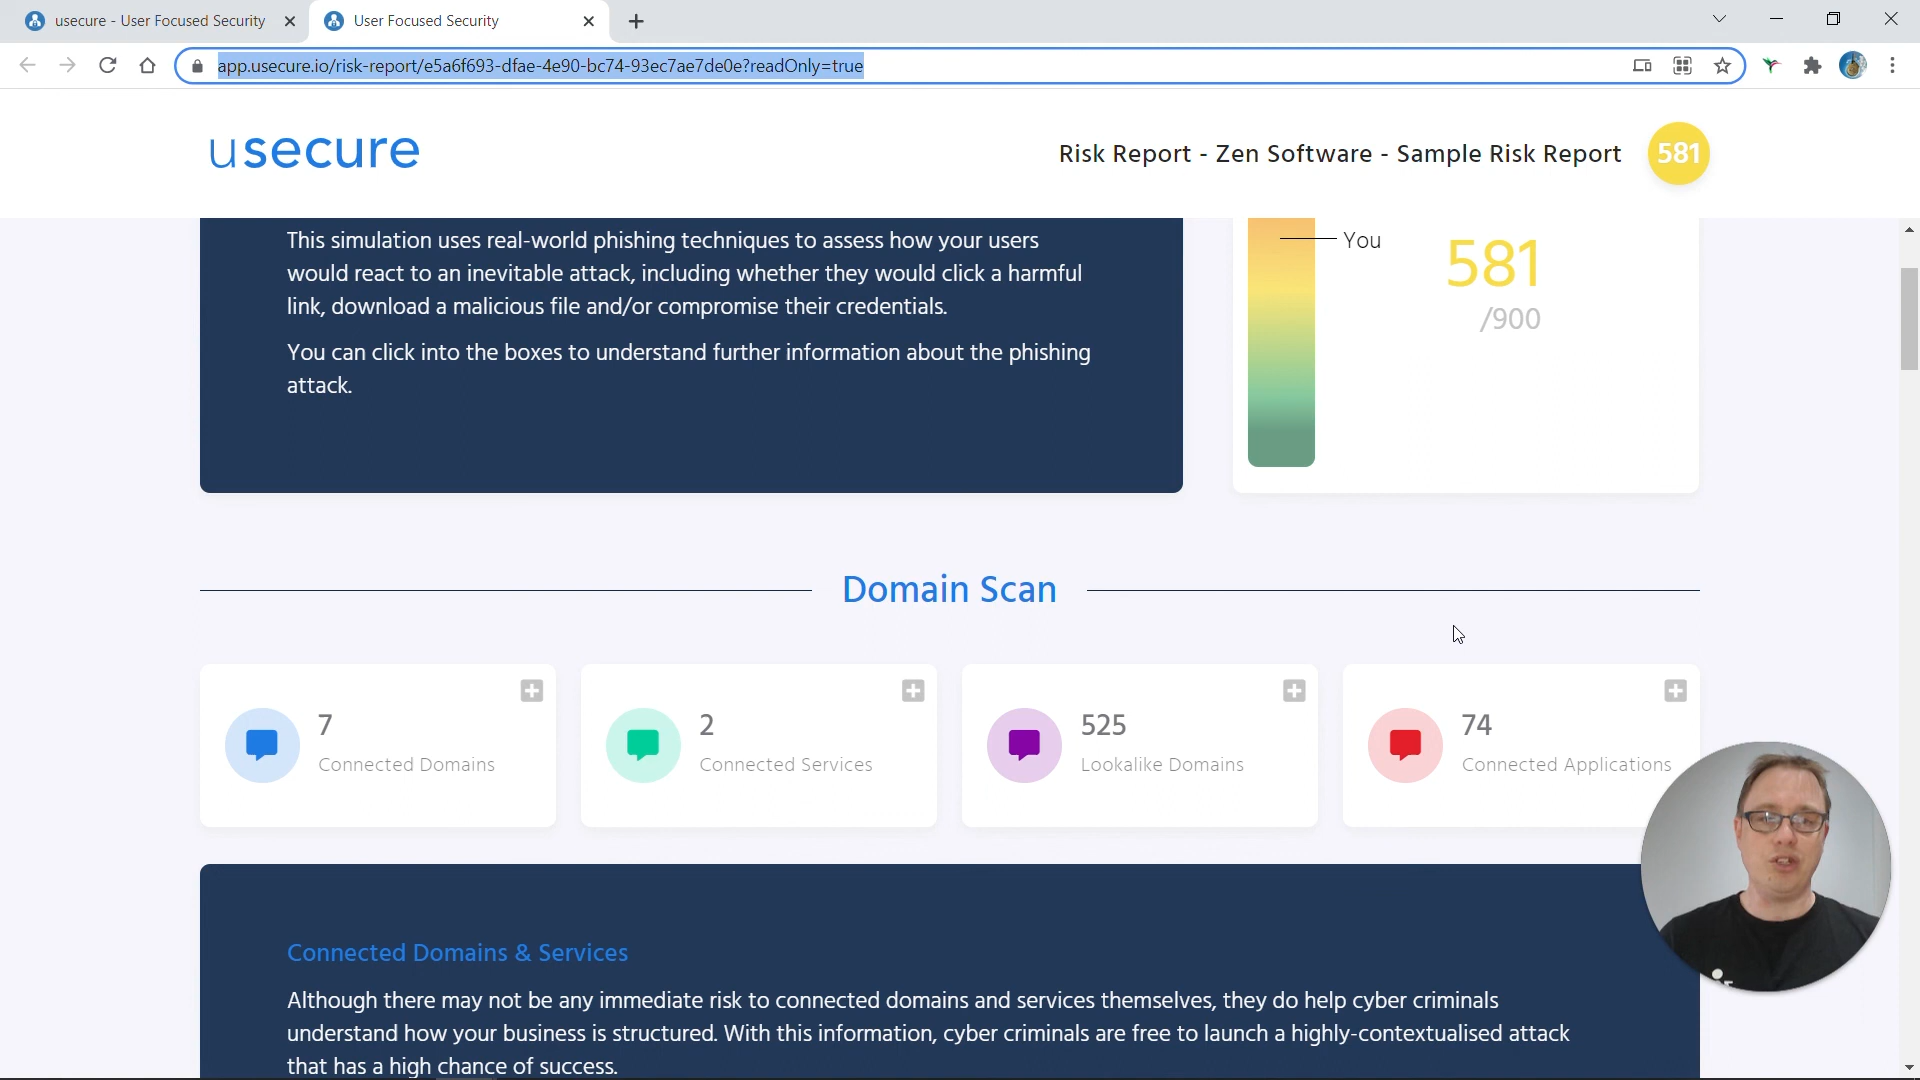 usecure - User Focused Security
User Focused Security
app.usecure.io/risk-report/e5a6f693-dfae-4e90-bc74-93ec7ae7de0e?readOnly=true
usecure
Risk Report - Zen Software - Sample Risk Report
581
This simulation uses real-world phishing techniques to assess how your users
would react to an inevitable attack, including whether they would click a harmful
link, download a malicious file and/or compromise their credentials.
You can click into the boxes to understand further information about the phishing
attack.
You
581
/900
Domain Scan
7
Connected Domains
2
Connected Services
525
Lookalike Domains
74
Connected Applications
Connected Domains & Services
Although there may not be any immediate risk to connected domains and services themselves, they do help cyber criminals
understand how your business is structured. With this information, cyber criminals are free to launch a highly-contextualised attack
that has a high chance of success.